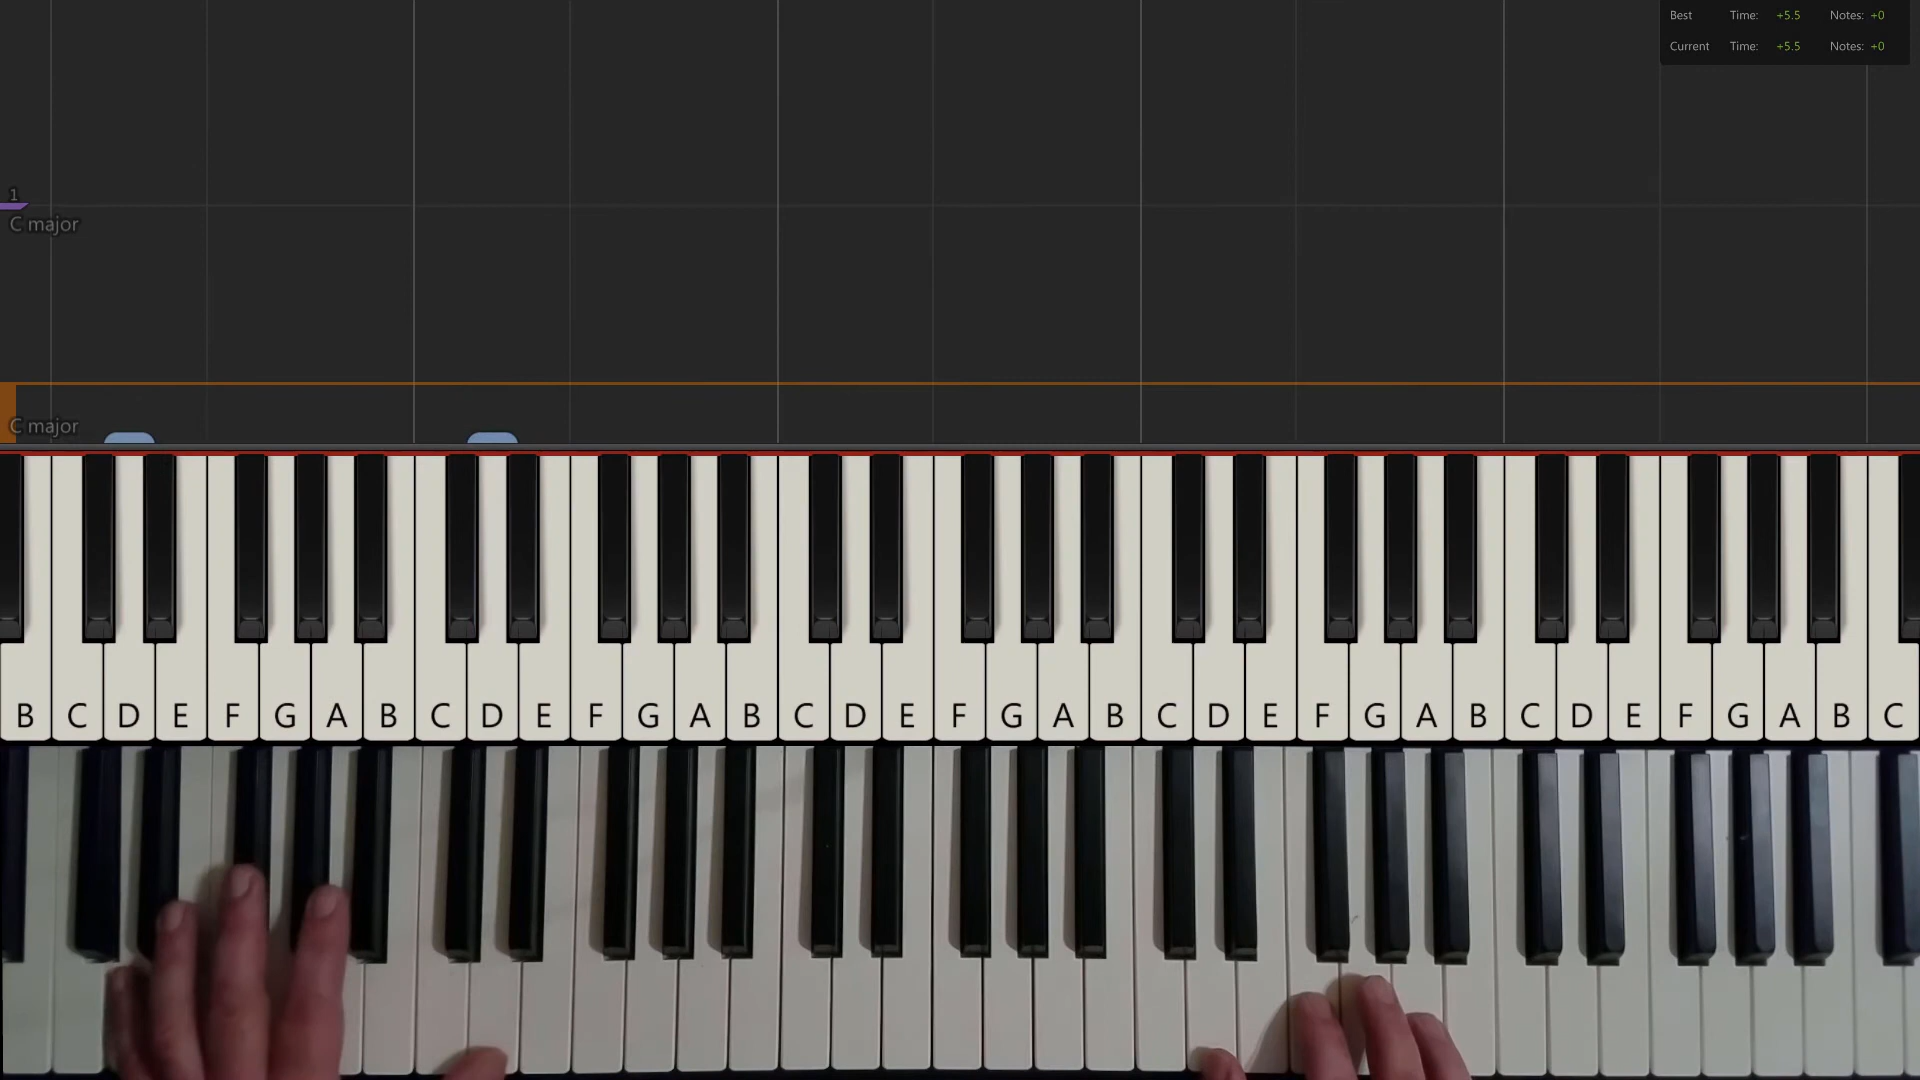 Best Time: +5.5 Notes: +0
Current Time: +5.5 Notes: +0
1
C major
C major
B C D E F G A B C D E F G A B C D E F G A B C D E F G A B C D E F G A B C